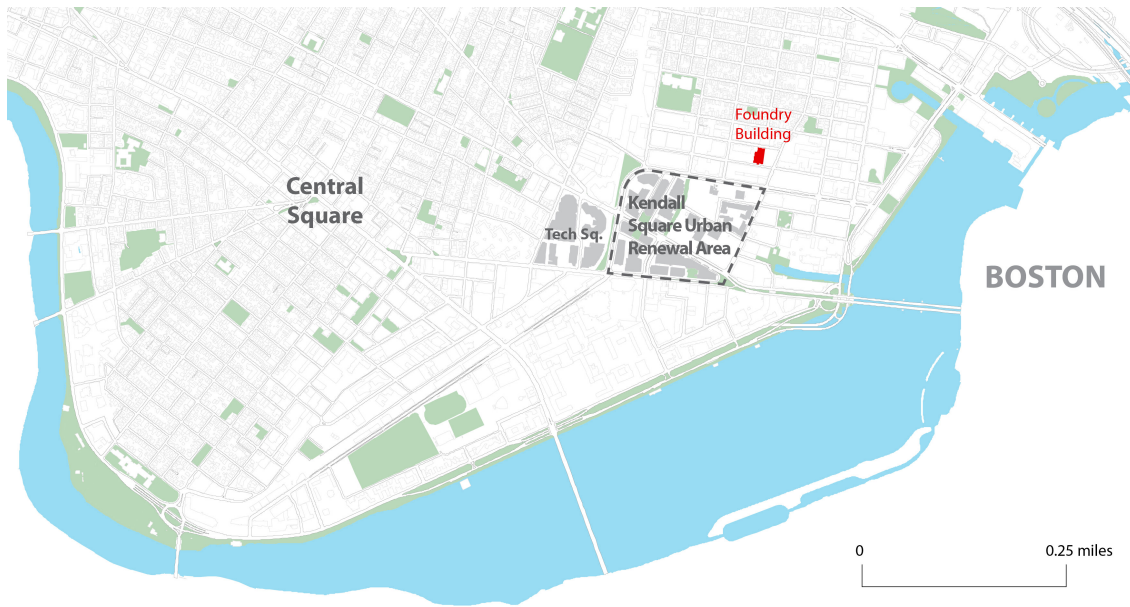 Foundry
Building
Central
Square
Kendall
Square Urban
Renewal Area
Tech Sq.
BOSTON
0
0.25 miles